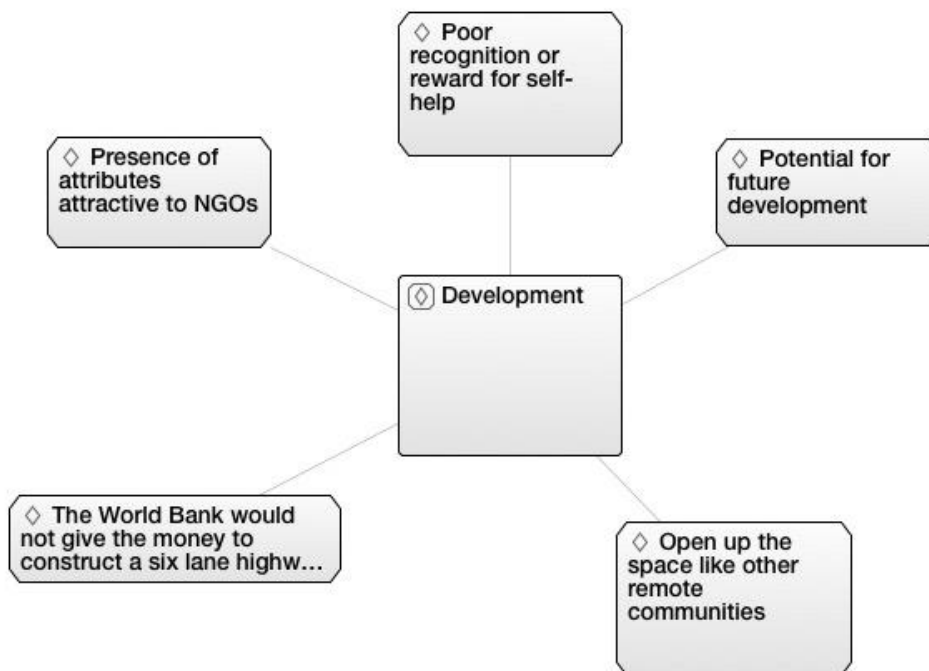 Poor
recognition or
reward for self-
help
Presence of
attributes
attractive to NGOs
Potential for
future
development
Development
The World Bank would
not give the money to
construct a six lane highw…
Open up the
space like other
remote
communities